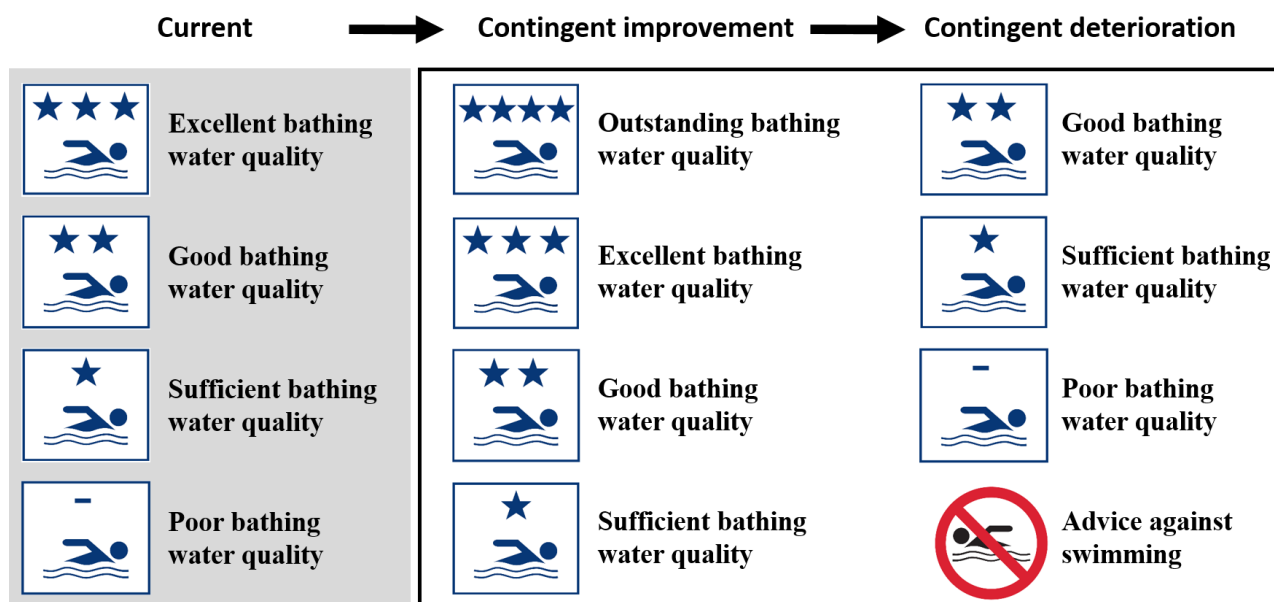 Current
Contingent improvement
Contingent deterioration
Excellent bathing
water quality
Outstanding bathing
water quality
Good bathing
water quality
Good bathing
water quality
Excellent bathing
water quality
Sufficient bathing
water quality
Sufficient bathing
water quality
Good bathing
water quality
Poor bathing
water quality
Poor bathing
water quality
Sufficient bathing
water quality
Advice against
swimming